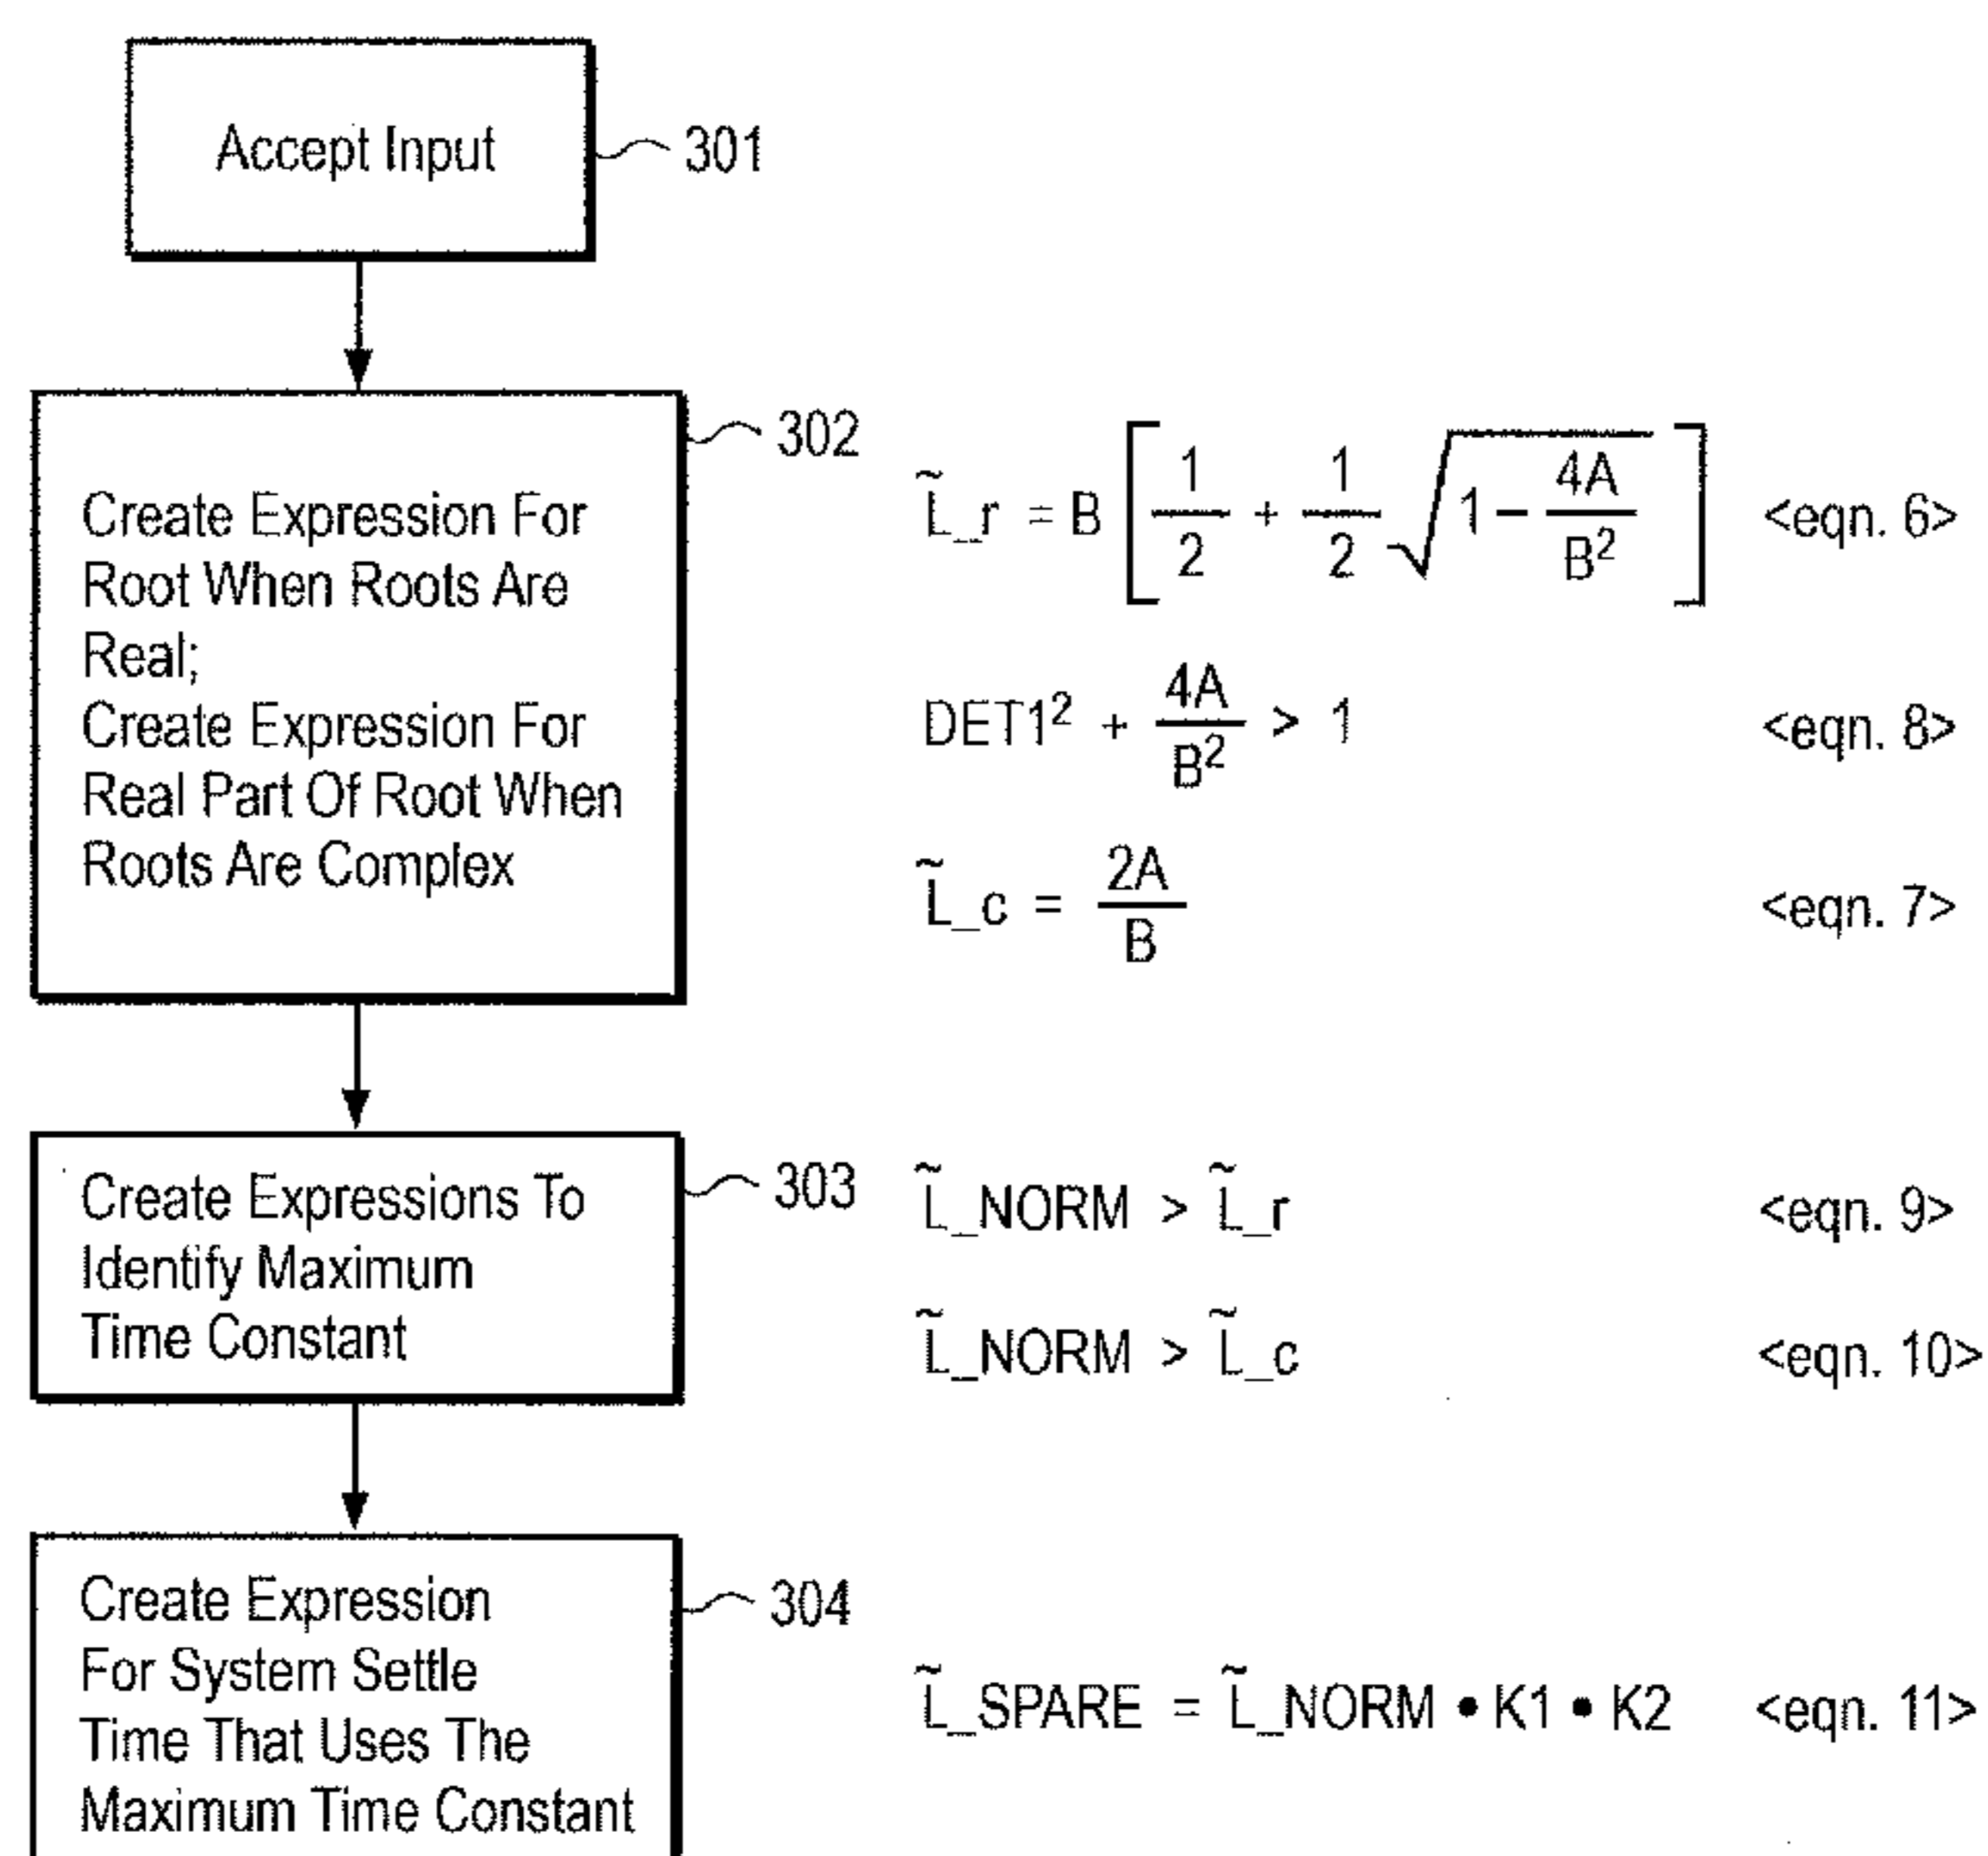 Accept Input
301
Create Expression For
Root When Roots Are
Real;
Create Expression For
Real Part Of Root When
Roots Are Complex
302
L̃_r = B [ 1/2 + 1/2 √(1 − 4A/B²) ] <eqn. 6>
DET1² + 4A/B² > 1 <eqn. 8>
L̃_c = 2A/B <eqn. 7>
Create Expressions To
Identify Maximum
Time Constant
303
L̃_NORM > L̃_r <eqn. 9>
L̃_NORM > L̃_c <eqn. 10>
Create Expression
For System Settle
Time That Uses The
Maximum Time Constant
304
L̃_SPARE = L̃_NORM • K1 • K2 <eqn. 11>